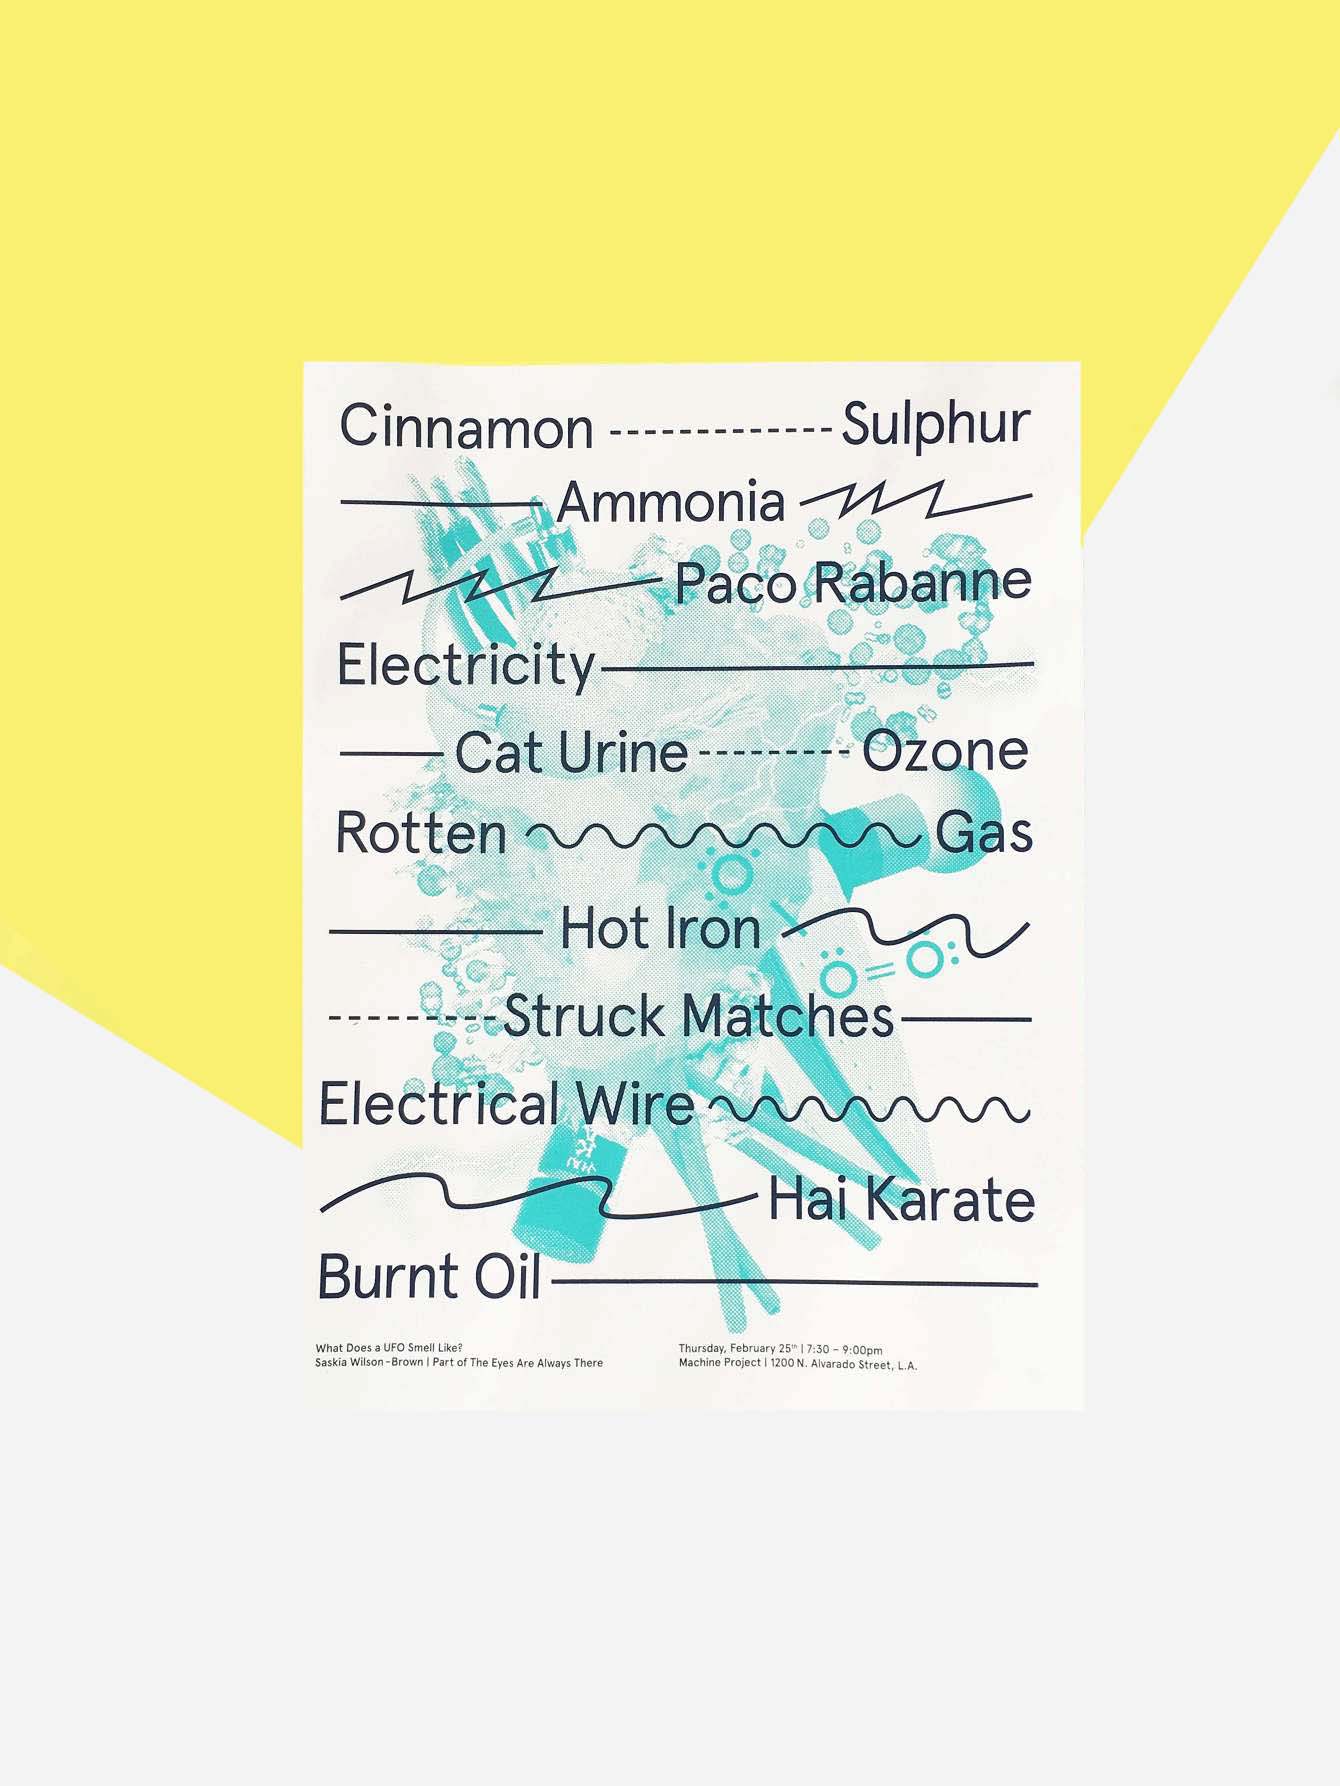 Cinnamon Sulphur
Ammonia
Paco Rabanne
Electricity
Cat Urine Ozone
Rotten Gas
Hot Iron
Struck Matches
Electrical Wire
Hai Karate
Burnt Oil
What Does a UFO Smell Like?
Saskia Wilson-Brown | Part of The Eyes Are Always There
Thursday, February 25th | 7:30 – 9:00pm
Machine Project | 1200 N. Alvarado Street, L.A.